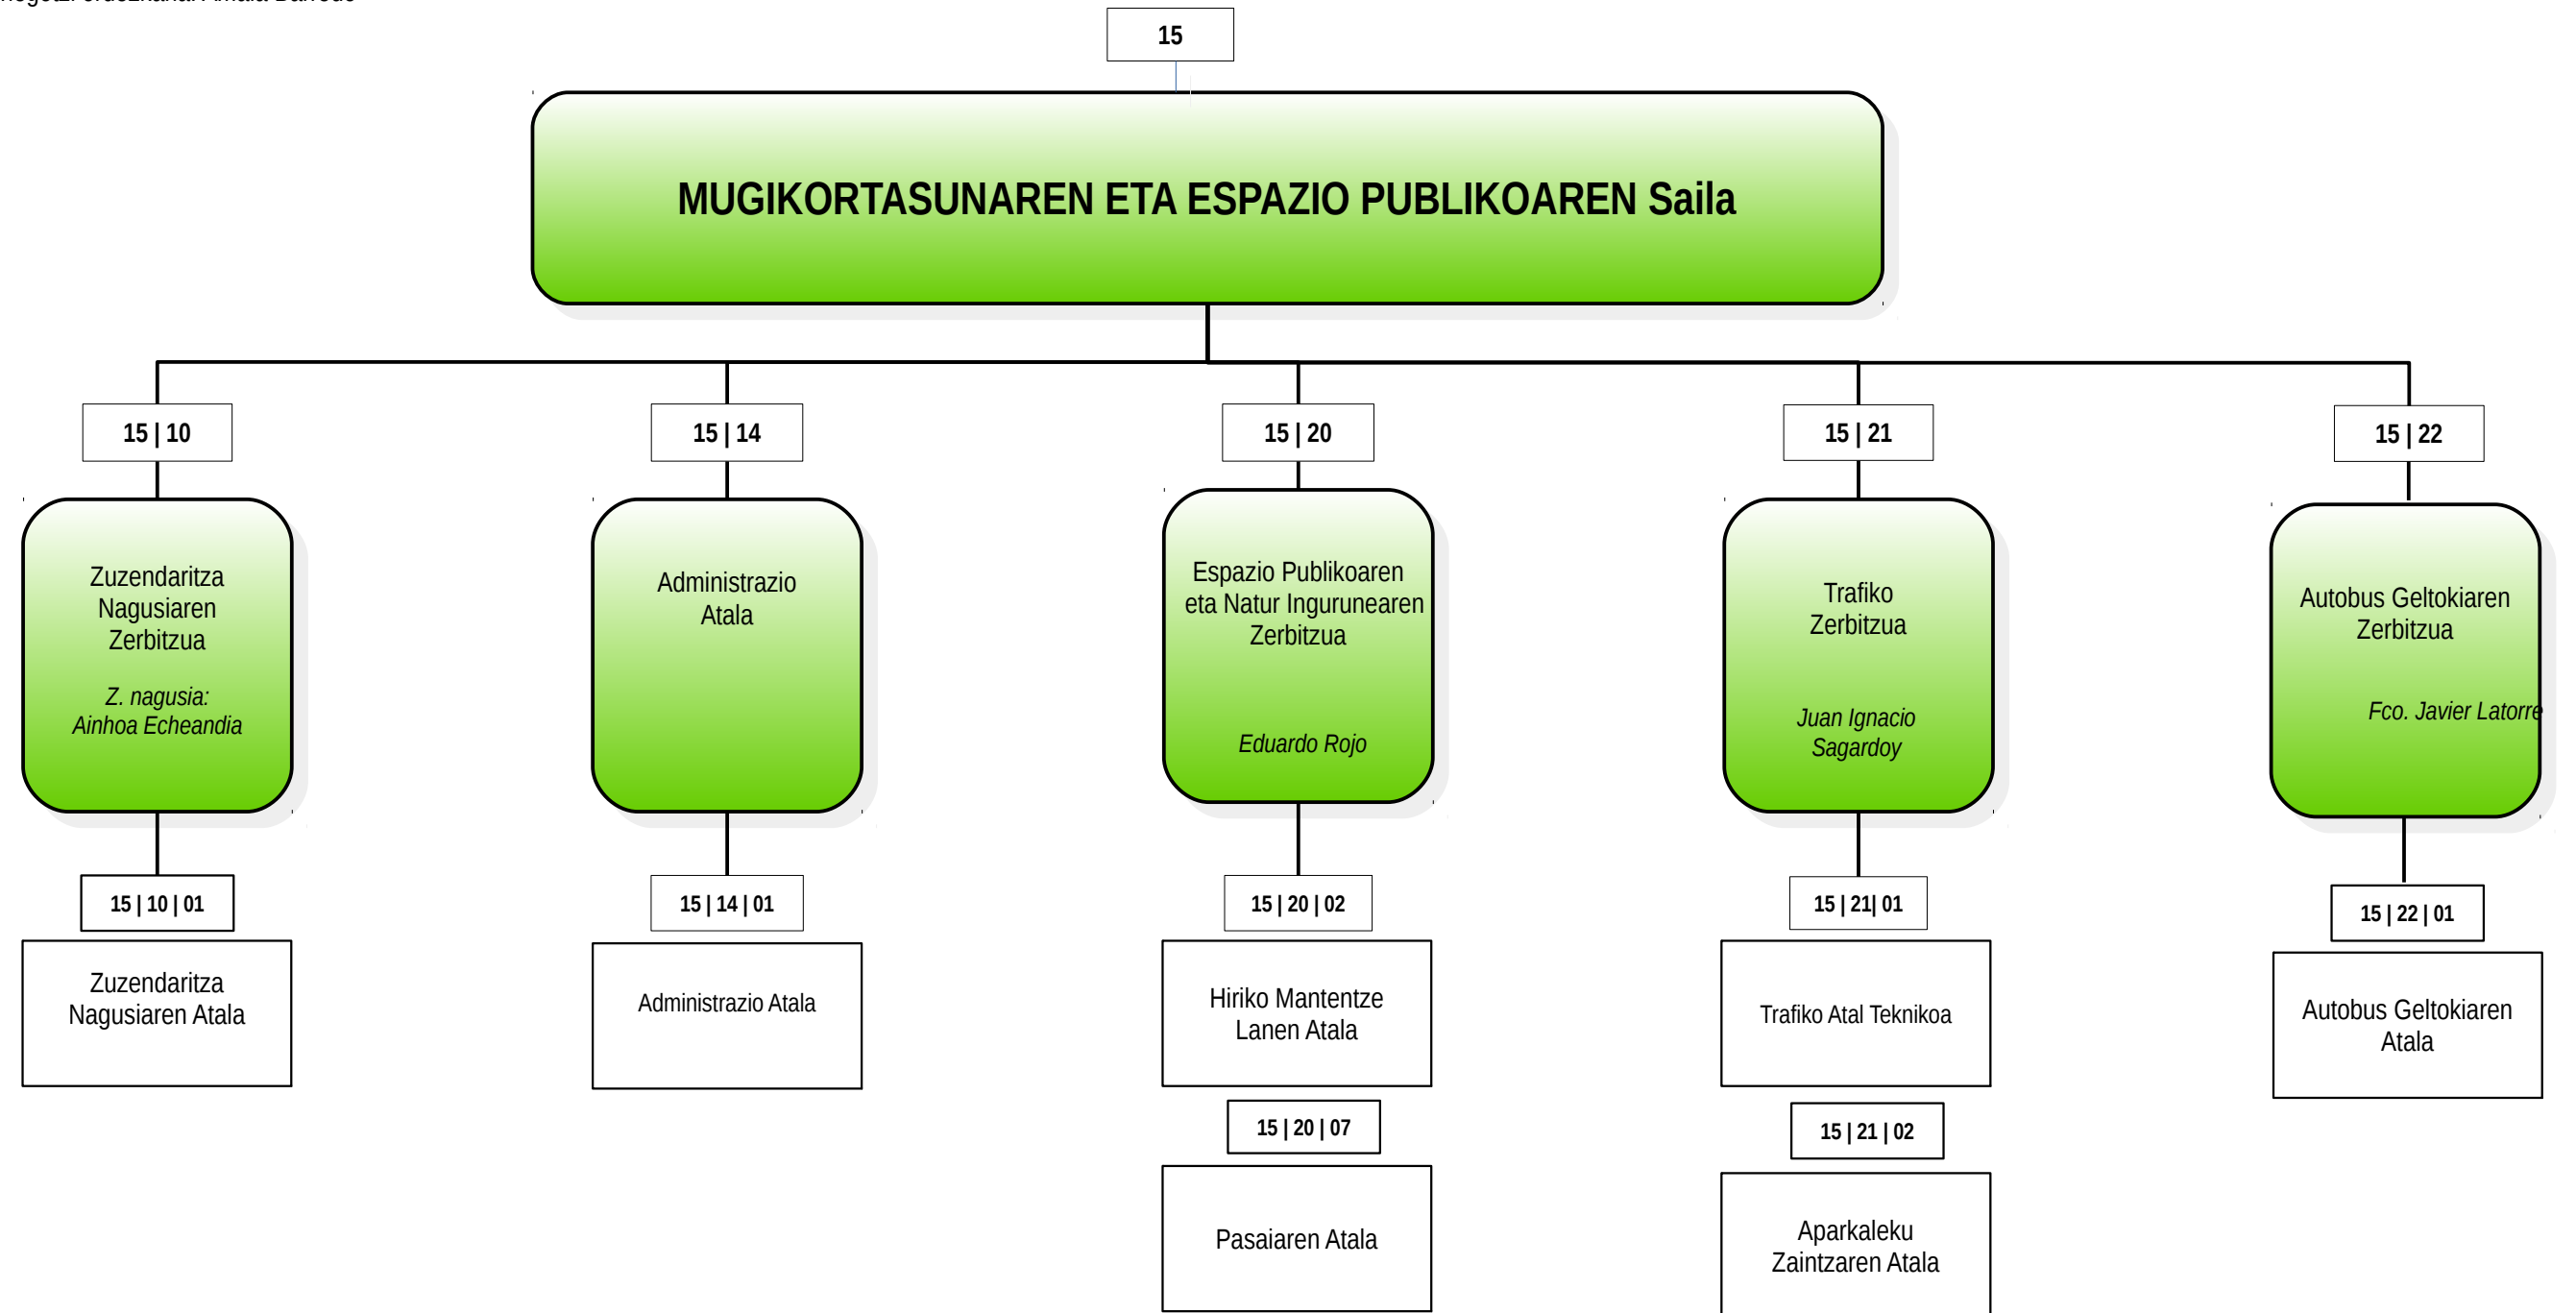 15
MUGIKORTASUNAREN ETA ESPAZIO PUBLIKOAREN Saila
15 | 10
15 | 14
15 | 20
15 | 21
15 | 22
Zuzendaritza
Nagusiaren
Zerbitzua
Z. nagusia:
Ainhoa Echeandia
Administrazio
Atala
Espazio Publikoaren
eta Natur Ingurunearen
Zerbitzua
Eduardo Rojo
Trafiko
Zerbitzua
Juan Ignacio
Sagardoy
Autobus Geltokiaren
Zerbitzua
Fco. Javier Latorre
15 | 10 | 01
Zuzendaritza
Nagusiaren Atala
15 | 14 | 01
Administrazio Atala
15 | 20 | 02
Hiriko Mantentze
Lanen Atala
15 | 20 | 07
Pasaiaren Atala
15 | 21| 01
Trafiko Atal Teknikoa
15 | 21 | 02
Aparkaleku
Zaintzaren Atala
15 | 22 | 01
Autobus Geltokiaren
Atala